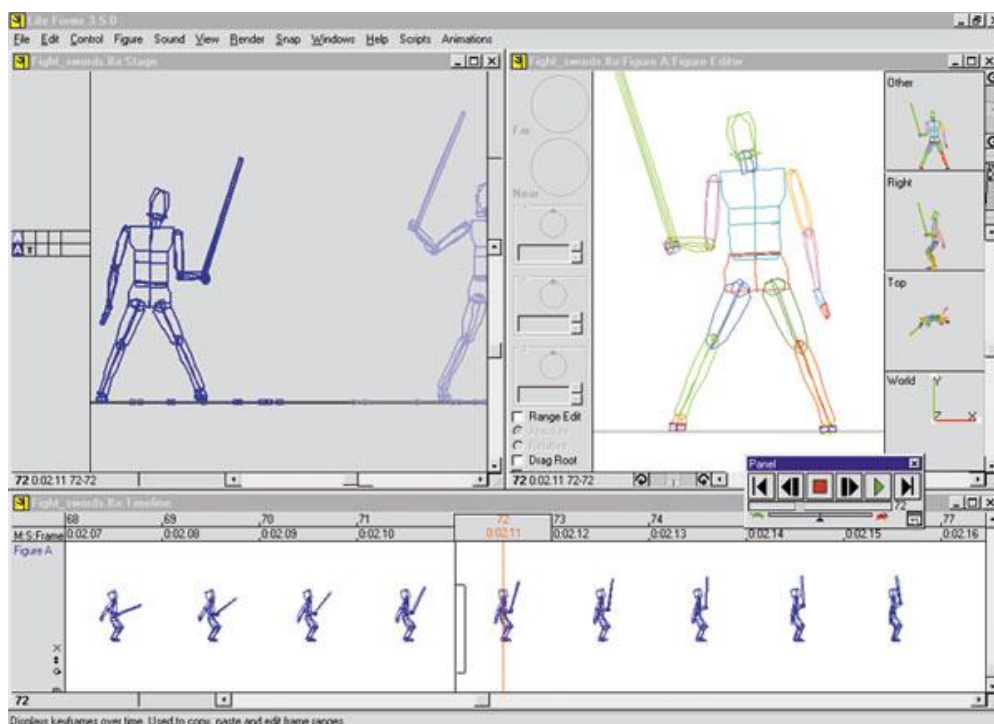 Life Forms 3.5.0
File Edit Control Figure Sound View Render Snap Windows Help Scripts Animations
Fight_swords.lfa:Stage
A
72 0:02.11 72-72
Fight_swords.lfa:Figure A:Figure Editor
Far
Near
Range Edit
Absolute
Relative
Drag Root
72 0:02.11 72-72
Other
Right
Top
World
Y
Z X
Panel
72
Fight_swords.lfa:Timeline
68 69 70 71 72 73 74 77
M:S:Frame 0:02.07 0:02.08 0:02.09 0:02.10 0:02.11 0:02.12 0:02.13 0:02.14 0:02.15 0:02.16
Figure A
72
Displays keyframes over time. Used to copy, paste and edit frame ranges.